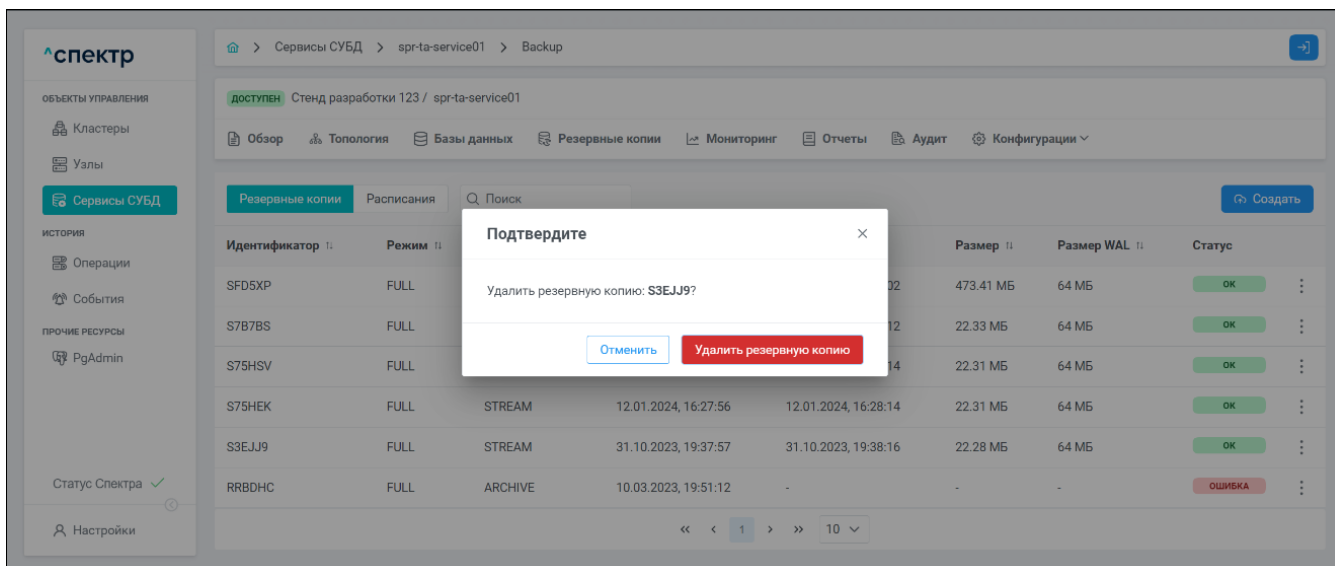 ^спектр
ОБЪЕКТЫ УПРАВЛЕНИЯ
Кластеры
Узлы
Сервисы СУБД
ИСТОРИЯ
Операции
События
ПРОЧИЕ РЕСУРСЫ
PgAdmin
Статус Спектра
Настройки
> Сервисы СУБД > spr-ta-service01 > Backup
ДОСТУПЕН Стенд разработки 123 / spr-ta-service01
Обзор Топология Базы данных Резервные копии Мониторинг Отчеты Аудит Конфигурации
Резервные копии Расписания Поиск Создать
Идентификатор Режим Размер Размер WAL Статус
SFD5XP FULL 02 473.41 МБ 64 МБ ОК
S7B7BS FULL 12 22.33 МБ 64 МБ ОК
S75HSV FULL 14 22.31 МБ 64 МБ ОК
S75HEK FULL STREAM 12.01.2024, 16:27:56 12.01.2024, 16:28:14 22.31 МБ 64 МБ ОК
S3EJJ9 FULL STREAM 31.10.2023, 19:37:57 31.10.2023, 19:38:16 22.28 МБ 64 МБ ОК
RRBDHC FULL ARCHIVE 10.03.2023, 19:51:12 - - - ОШИБКА
<< < 1 > >> 10
Подтвердите
Удалить резервную копию: S3EJJ9?
Отменить Удалить резервную копию